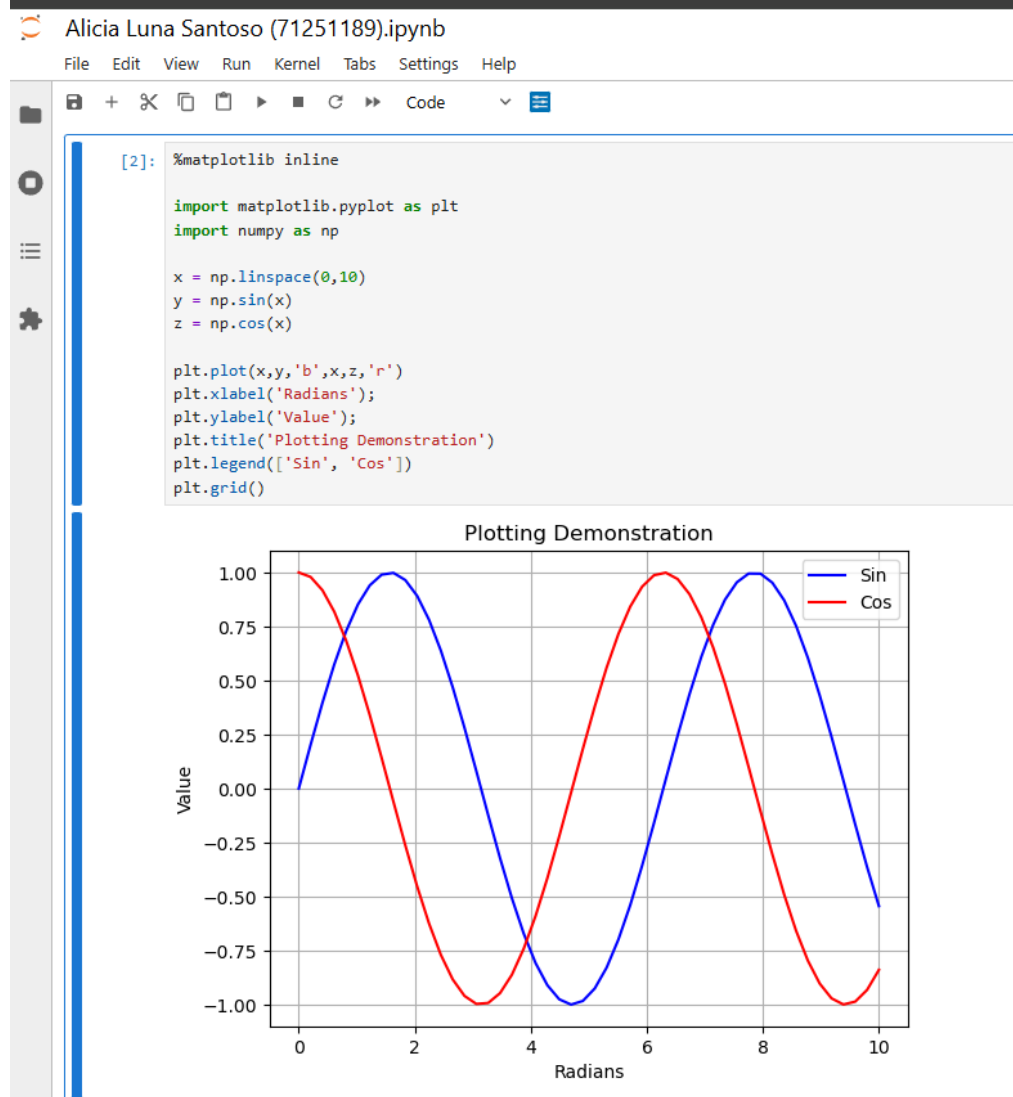 Alicia Luna Santoso (71251189).ipynb
File Edit View Run Kernel Tabs Settings Help
Code
[2]: %matplotlib inline
import matplotlib.pyplot as plt
import numpy as np
x = np.linspace(0,10)
y = np.sin(x)
z = np.cos(x)
plt.plot(x,y,'b',x,z,'r')
plt.xlabel('Radians');
plt.ylabel('Value');
plt.title('Plotting Demonstration')
plt.legend(['Sin', 'Cos'])
plt.grid()
Plotting Demonstration
Sin
Cos
1.00
0.75
0.50
0.25
0.00
−0.25
−0.50
−0.75
−1.00
Value
0 2 4 6 8 10
Radians